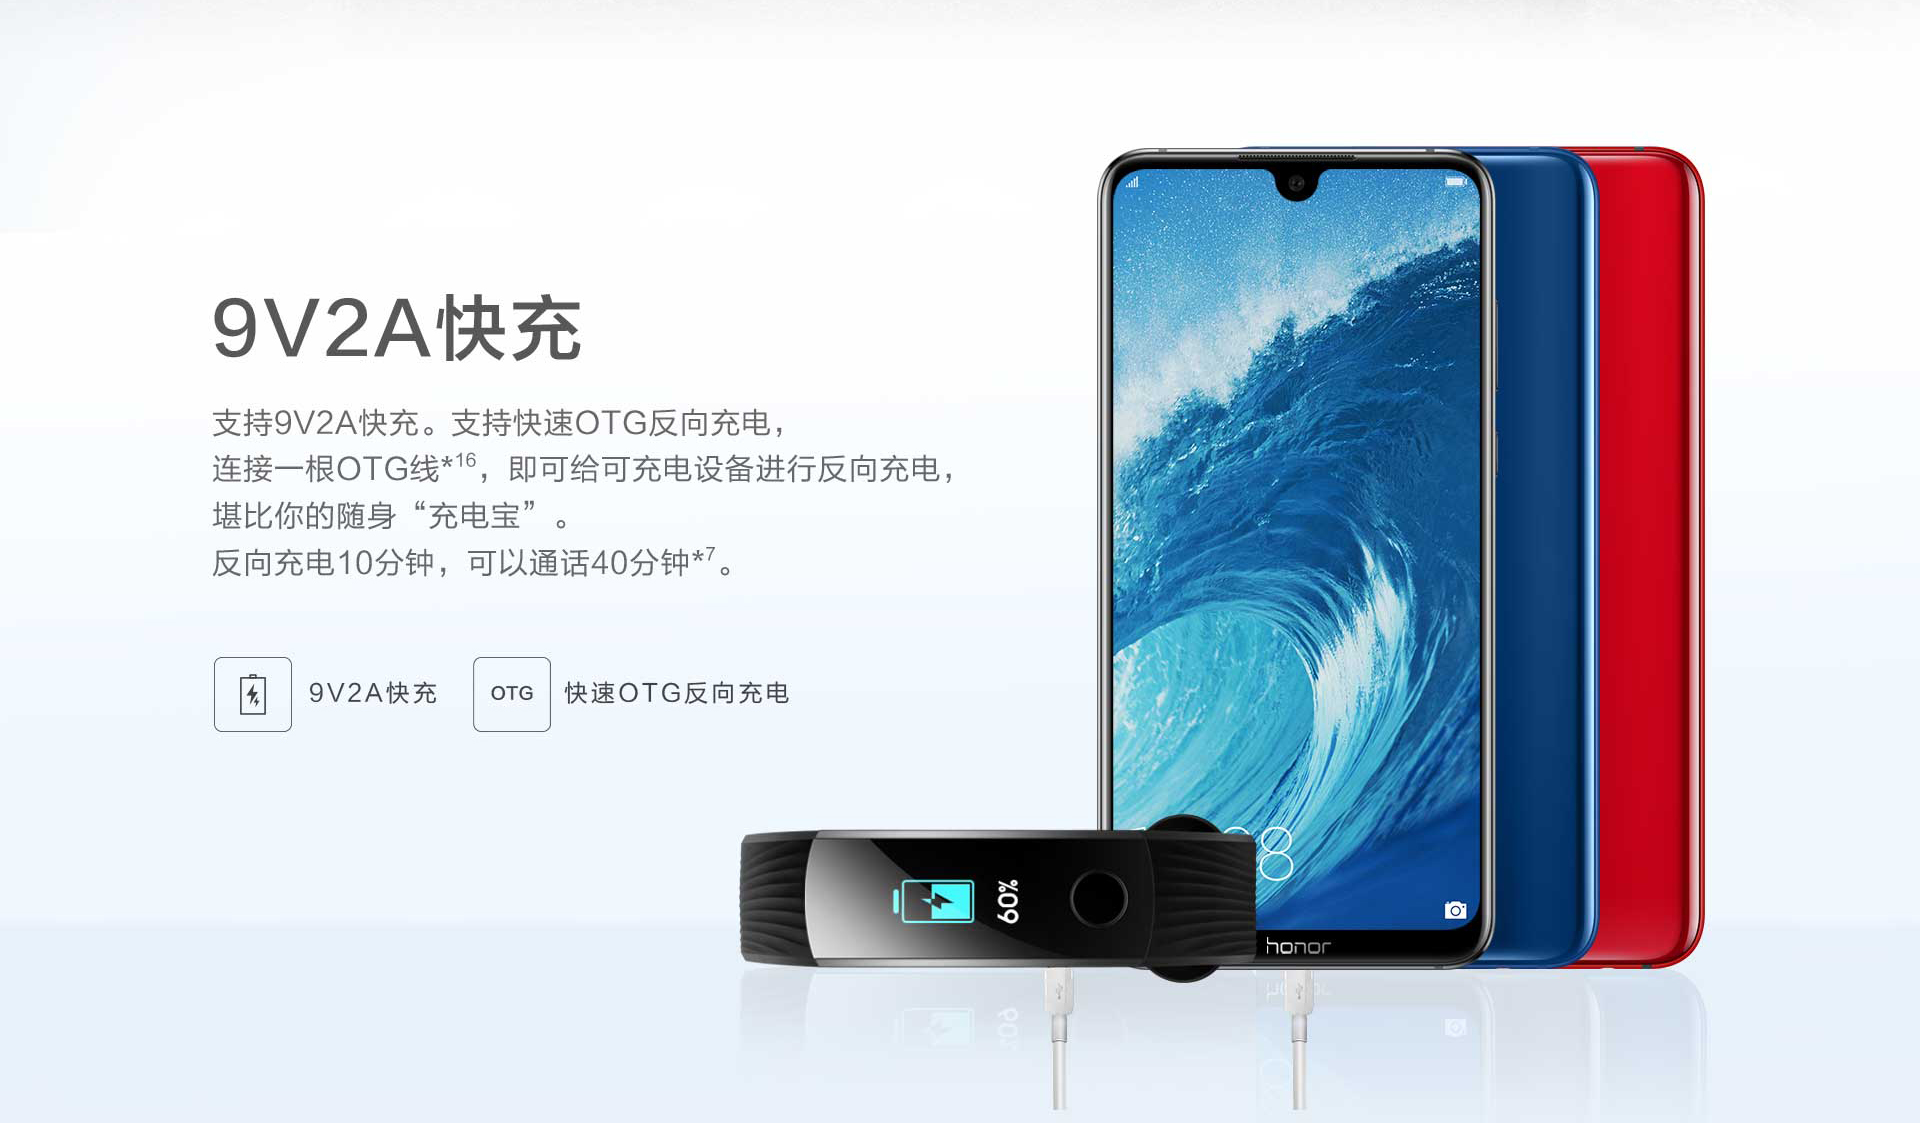 9V2A快充
支持9V2A快充。支持快速OTG反向充电，
连接一根OTG线*16，即可给可充电设备进行反向充电，
堪比你的随身“充电宝”。
反向充电10分钟，可以通话40分钟*7。
9V2A快充
OTG 快速OTG反向充电
60%
honor